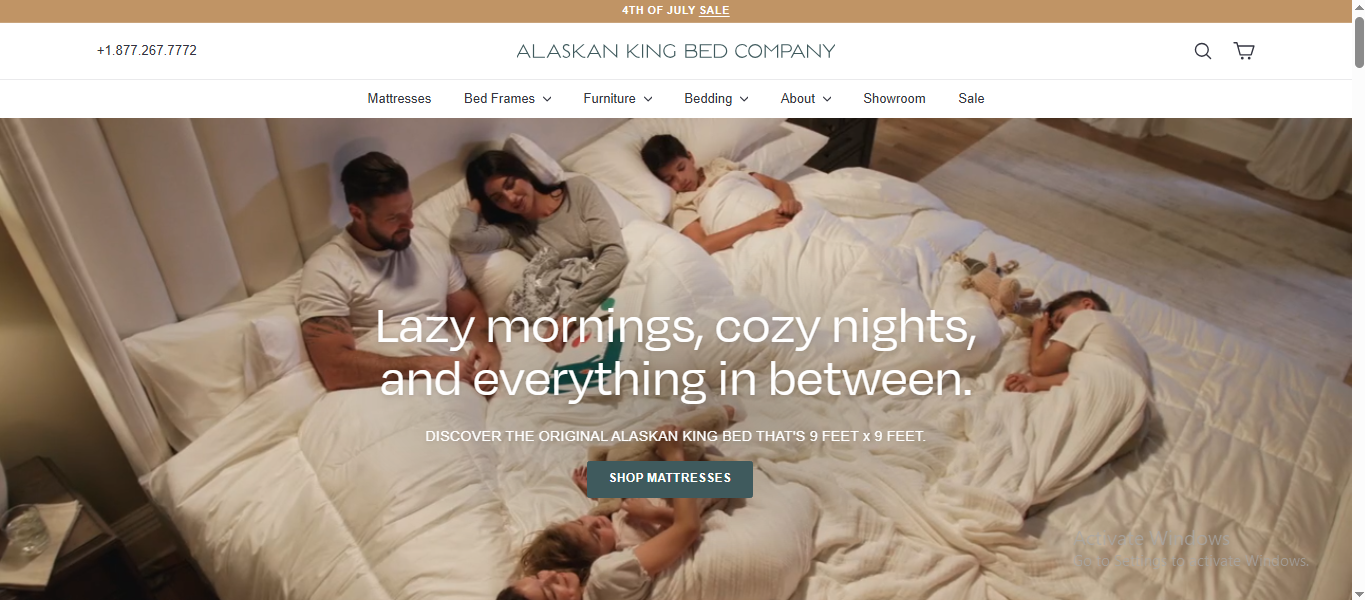 4TH OF JULY SALE
+1.877.267.7772
ALASKAN KING BED COMPANY
Mattresses
Bed Frames
Furniture
Bedding
About
Showroom
Sale
Lazy mornings, cozy nights,
and everything in between.
DISCOVER THE ORIGINAL ALASKAN KING BED THAT'S 9 FEET x 9 FEET.
SHOP MATTRESSES
Activate Windows
Go to Settings to activate Windows.